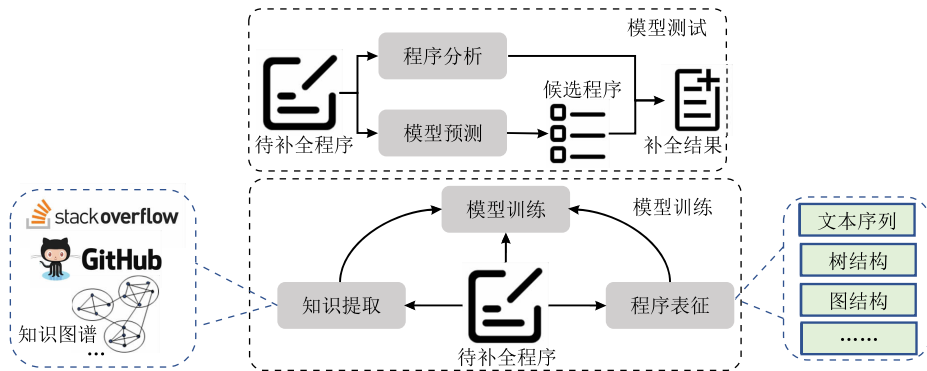 模型测试
程序分析
候选程序
模型预测
待补全程序
补全结果
模型训练
模型训练
stackoverflow
GitHub
知识图谱
...
知识提取
程序表征
待补全程序
文本序列
树结构
图结构
......